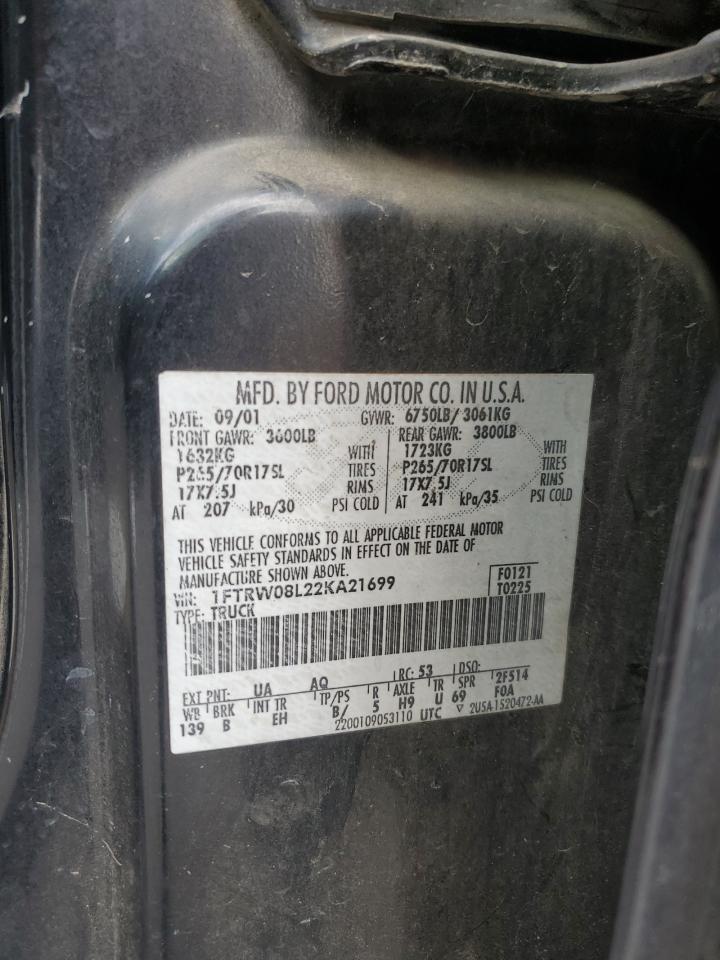 MFD. BY FORD MOTOR CO. IN U.S.A.
DATE: 09/01 GVWR: 6750LB/ 3061KG
FRONT GAWR: 3600LB REAR GAWR: 3800LB
1632KG WITH 1723KG WITH
P265/70R17SL TIRES P265/70R17SL TIRES
17X7.5J RIMS 17X7.5J RIMS
AT 207 kPa/30 PSI COLD AT 241 kPa/35 PSI COLD
THIS VEHICLE CONFORMS TO ALL APPLICABLE FEDERAL MOTOR
VEHICLE SAFETY STANDARDS IN EFFECT ON THE DATE OF
MANUFACTURE SHOWN ABOVE.
VIN: 1FTRW08L22KA21699 F0121
TYPE: TRUCK T0225
EXT PNT: UA AQ RC: 53 DSO: 2F514
WB BRK INT TR TP/PS R AXLE TR SPR F0A
139 B EH B/ 5 H9 U 69
2200109053110 UTC ▽ 2U5A-1520472-AA